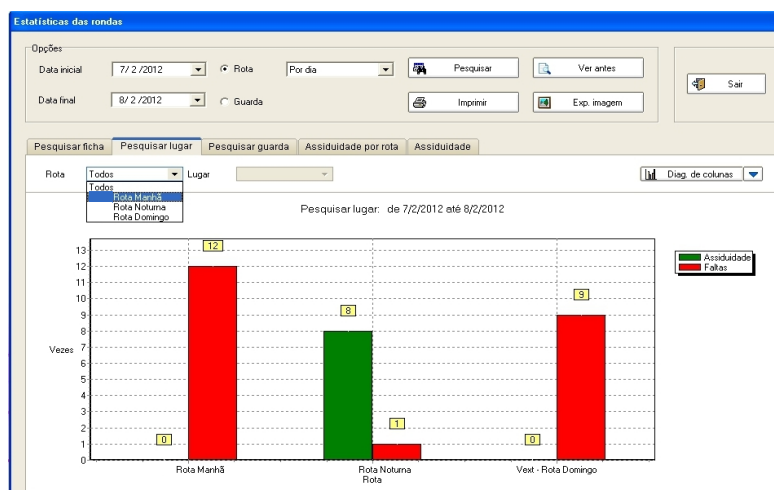 Estatísticas das rondas
Opções
Data inicial 7/ 2 /2012 Rota Por dia Pesquisar Ver antes
Sair
Data final 8/ 2 /2012 Guarda Imprimir Exp. imagem
Pesquisar ficha Pesquisar lugar Pesquisar guarda Assiduidade por rota Assiduidade
Rota Todos Lugar Diag. de colunas
Todos
Rota Manhã
Rota Noturna
Rota Domingo
Pesquisar lugar: de 7/2/2012 até 8/2/2012
Assiduidade
Faltas
Vezes
13
12
11
10
9
8
7
6
5
4
3
2
1
0
0 12 8 1 0 9
Rota Manhã Rota Noturna Vext - Rota Domingo
Rota